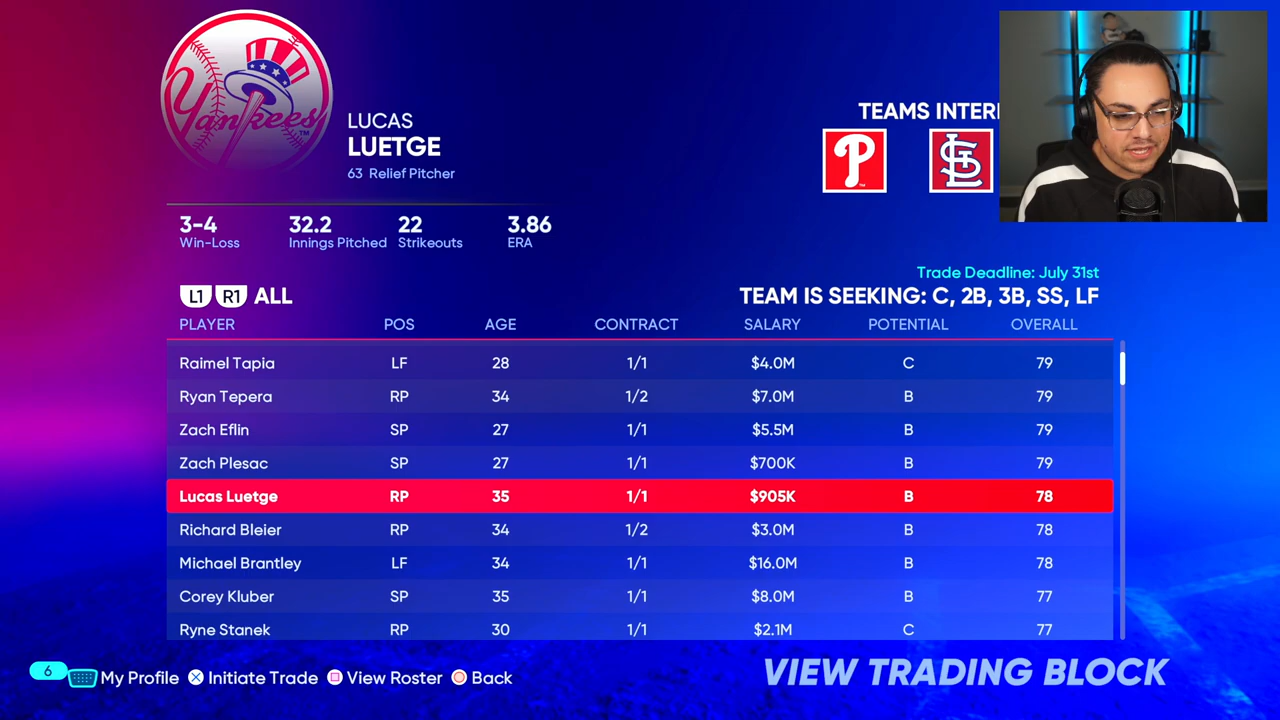 Yankees
TM
LUCAS
LUETGE
63 Relief Pitcher
TEAMS INTER
P
STL
3-4 32.2 22 3.86
Win-Loss Innings Pitched Strikeouts ERA
Trade Deadline: July 31st
L1 R1 ALL TEAM IS SEEKING: C, 2B, 3B, SS, LF
PLAYER POS AGE CONTRACT SALARY POTENTIAL OVERALL
Raimel Tapia LF 28 1/1 $4.0M C 79
Ryan Tepera RP 34 1/2 $7.0M B 79
Zach Eflin SP 27 1/1 $5.5M B 79
Zach Plesac SP 27 1/1 $700K B 79
Lucas Luetge RP 35 1/1 $905K B 78
Richard Bleier RP 34 1/2 $3.0M B 78
Michael Brantley LF 34 1/1 $16.0M B 78
Corey Kluber SP 35 1/1 $8.0M B 77
Ryne Stanek RP 30 1/1 $2.1M C 77
6 My Profile Initiate Trade View Roster Back
VIEW TRADING BLOCK